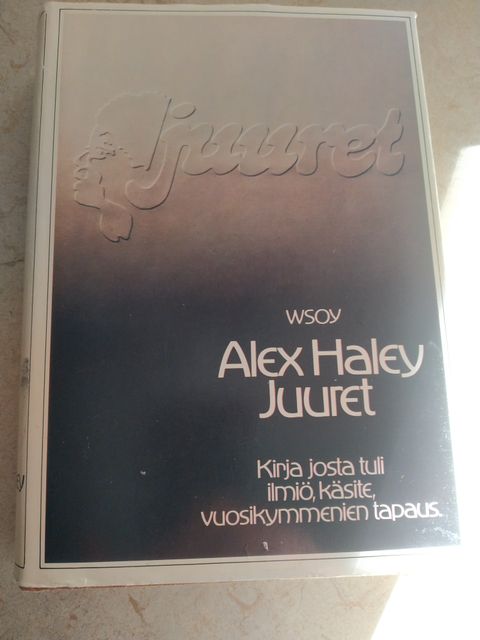 juuret
WSOY
Alex Haley
Juuret
Kirja josta tuli
ilmiö, käsite,
vuosikymmenien tapaus.